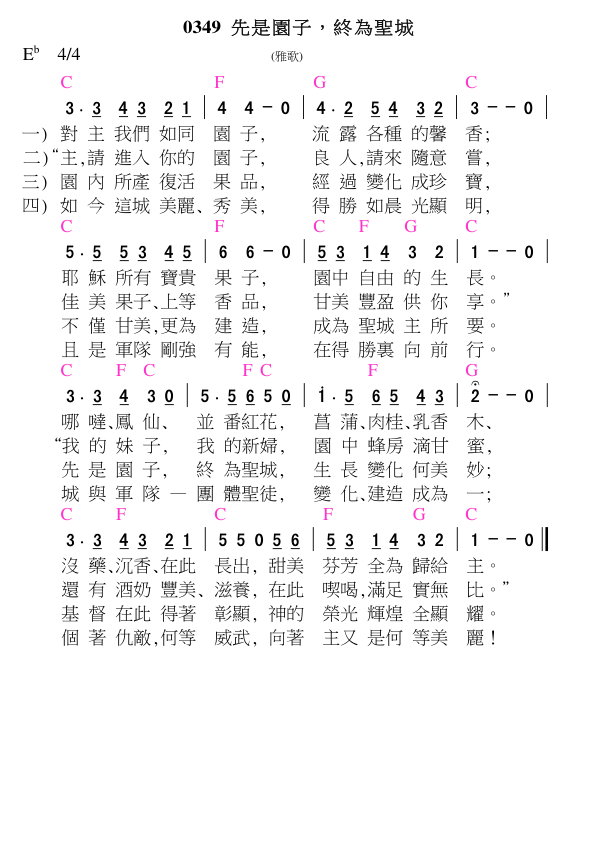 0349 先是園子，終為聖城
E♭ 4/4 (雅歌)
C F G C
3 · 3 4 3 2 1 | 4 4 − 0 | 4 · 2 5 4 3 2 | 3 − − 0 |
一) 對 主 我們 如同 園 子, 流 露 各種 的馨 香;
二)“主,請 進入 你的 園 子, 良 人,請來 隨意 嘗,
三) 園 內 所產 復活 果 品, 經 過 變化 成珍 寶,
四) 如 今 這城 美麗、秀 美, 得 勝 如晨 光顯 明,
C F C F G C
5 · 5 5 3 4 5 | 6 6 − 0 | 5 3 1 4 3 2 | 1 − − 0 |
耶 穌 所有 寶貴 果 子, 園中 自由 的 生 長。
佳 美 果子、上等 香 品, 甘美 豐盈 供 你 享。”
不 僅 甘美,更為 建 造, 成為 聖城 主 所 要。
且 是 軍隊 剛強 有 能, 在得 勝裏 向 前 行。
C F C F C F G
3 · 3 4 3 0 | 5 · 5 6 5 0 | i · 5 6 5 4 3 | 2 − − 0 |
哪 噠、鳳 仙、 並 番紅花, 菖 蒲、肉桂、乳香 木、
“我 的 妹 子, 我 的新婦, 園 中 蜂房 滴甘 蜜,
先 是 園 子, 終 為聖城, 生 長 變化 何美 妙;
城 與 軍 隊 — 團 體聖徒, 變 化、建造 成為 一;
C F C F G C
3 · 3 4 3 2 1 | 5 5 0 5 6 | 5 3 1 4 3 2 | 1 − − 0 ‖
沒 藥、沉香、在此 長出, 甜美 芬芳 全為 歸給 主。
還 有 酒奶 豐美、滋養, 在此 喫喝,滿足 實無 比。”
基 督 在此 得著 彰顯, 神的 榮光 輝煌 全顯 耀。
個 著 仇敵,何等 威武, 向著 主又 是何 等美 麗！